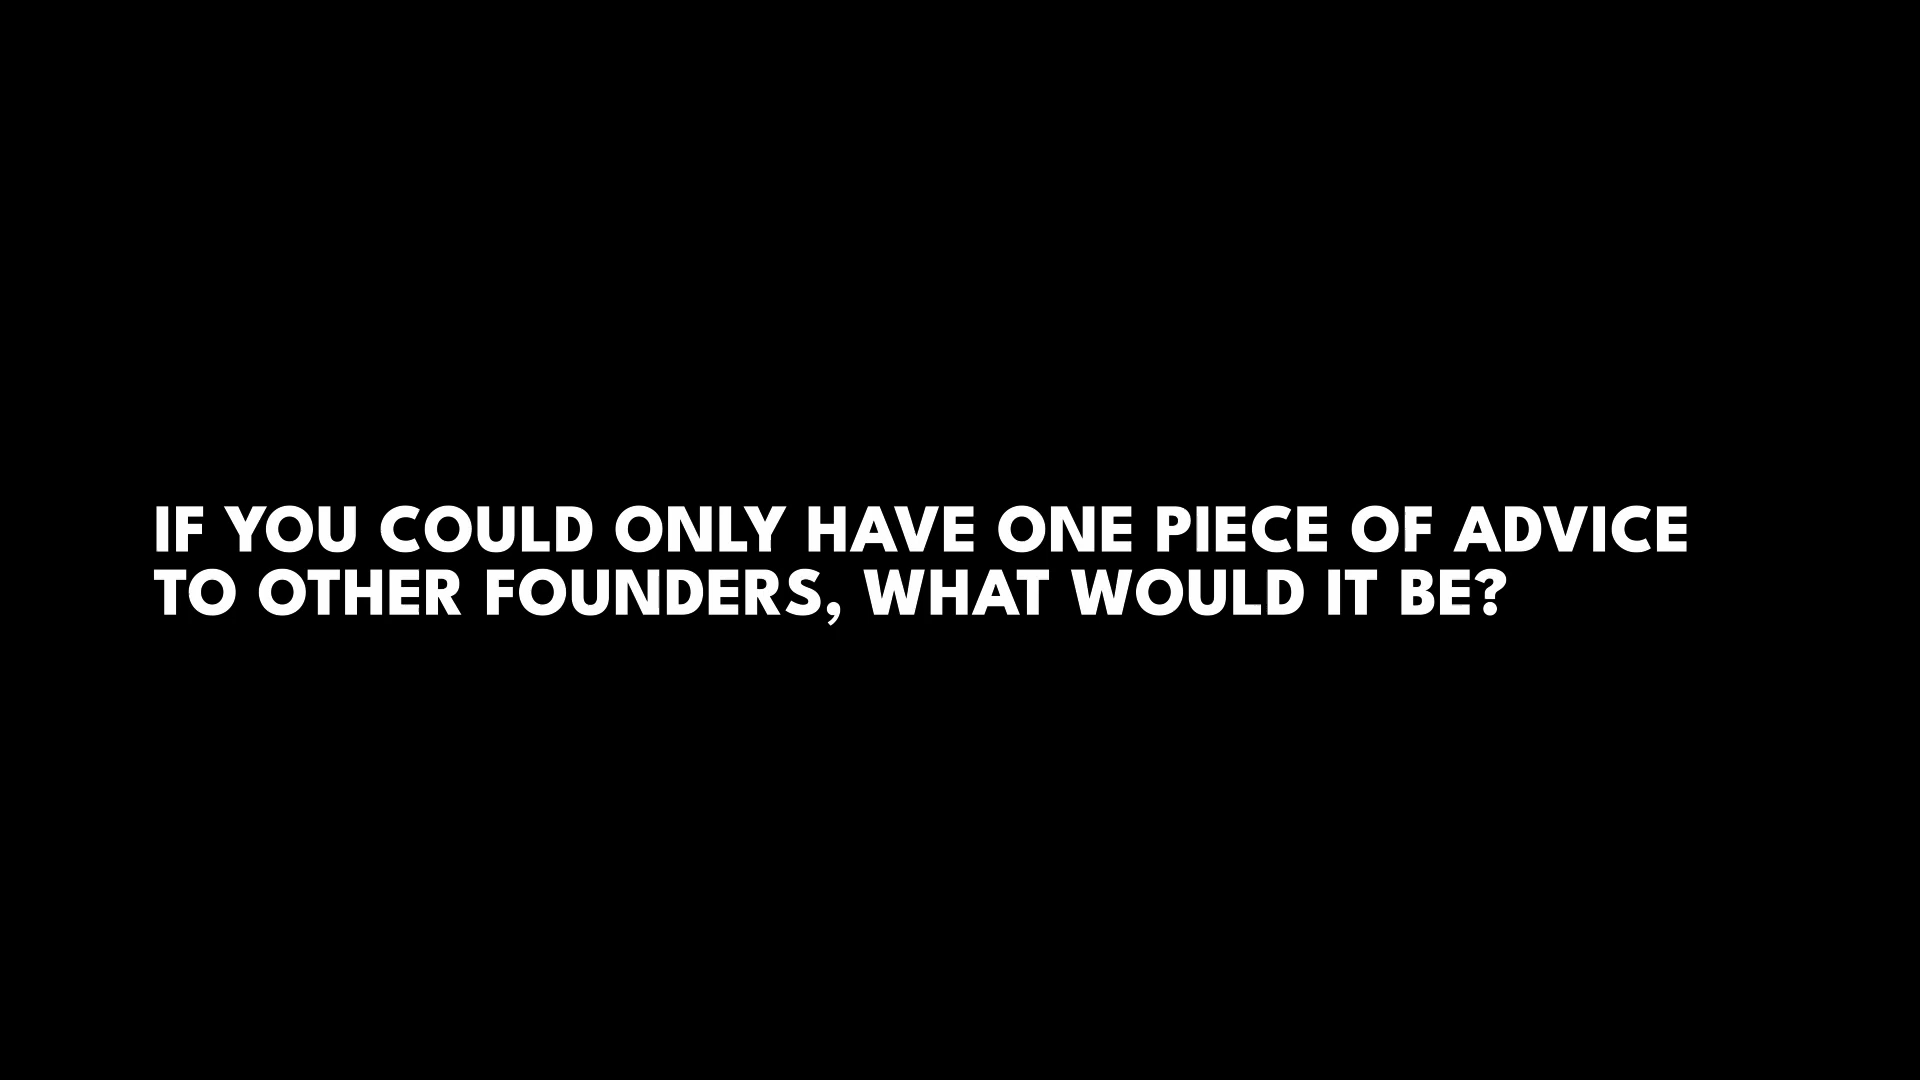 IF YOU COULD ONLY HAVE ONE PIECE OF ADVICE
TO OTHER FOUNDERS, WHAT WOULD IT BE?